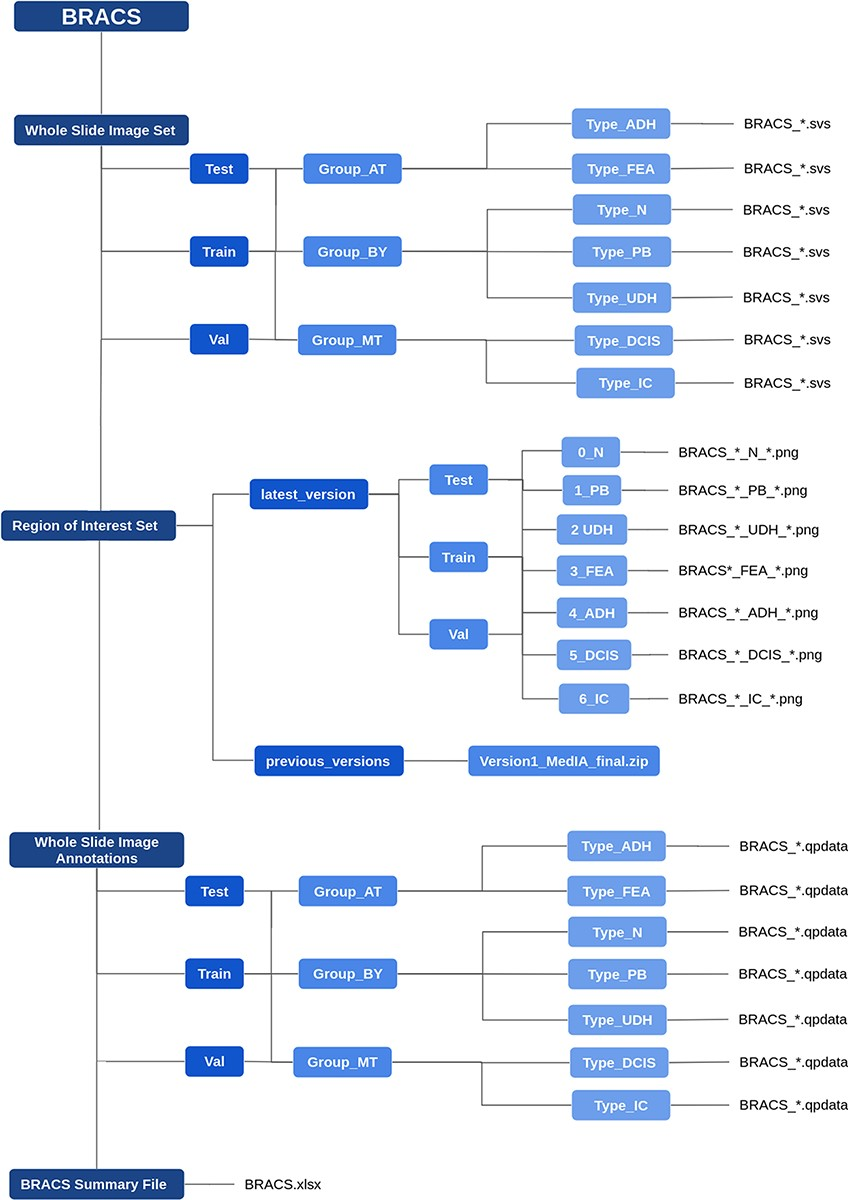 BRACS
Whole Slide Image Set
Type_ADH
BRACS_*.svs
Test
Group_AT
Type_FEA
BRACS_*.svs
Type_N
BRACS_*.svs
Train
Group_BY
Type_PB
BRACS_*.svs
Type_UDH
BRACS_*.svs
Val
Group_MT
Type_DCIS
BRACS_*.svs
Type_IC
BRACS_*.svs
Region of Interest Set
latest_version
Test
Train
Val
0_N
BRACS_*_N_*.png
1_PB
BRACS_*_PB_*.png
2 UDH
BRACS_*_UDH_*.png
3_FEA
BRACS*_FEA_*.png
4_ADH
BRACS_*_ADH_*.png
5_DCIS
BRACS_*_DCIS_*.png
6_IC
BRACS_*_IC_*.png
previous_versions
Version1_MedIA_final.zip
Whole Slide Image
Annotations
Type_ADH
BRACS_*.qpdata
Test
Group_AT
Type_FEA
BRACS_*.qpdata
Type_N
BRACS_*.qpdata
Train
Group_BY
Type_PB
BRACS_*.qpdata
Type_UDH
BRACS_*.qpdata
Val
Group_MT
Type_DCIS
BRACS_*.qpdata
Type_IC
BRACS_*.qpdata
BRACS Summary File
BRACS.xlsx